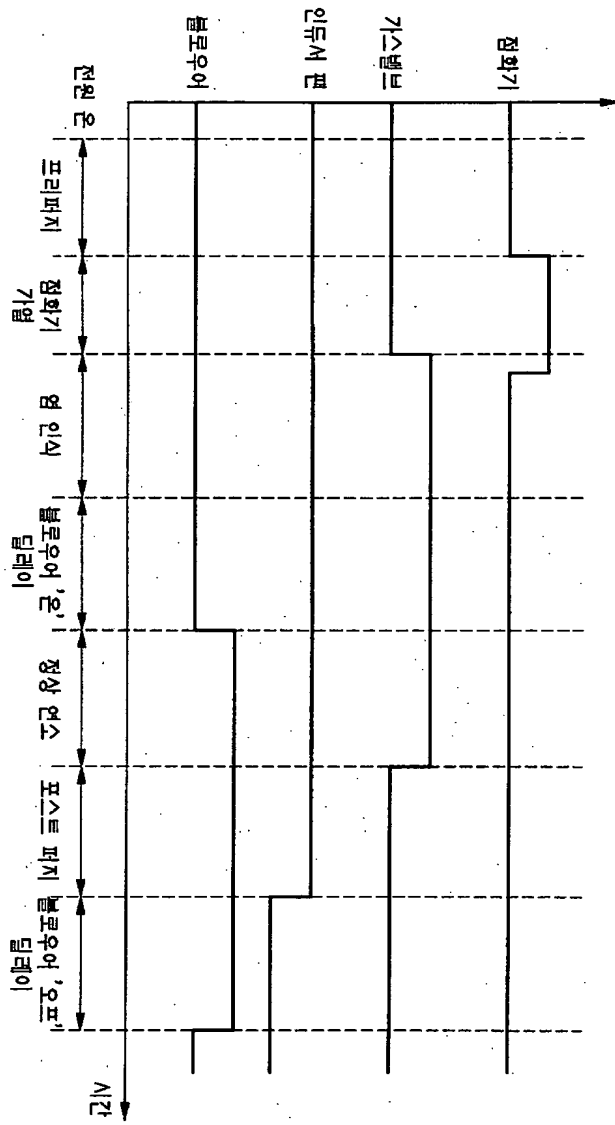 점화기
가스밸브
인듀서 팬
블로우어
전원 온
프리퍼지
점화기
가열
열 인식
블로우어 '온'
딜레이
정상 연소
포스트 퍼지
블로우어 '오프'
딜레이
시간